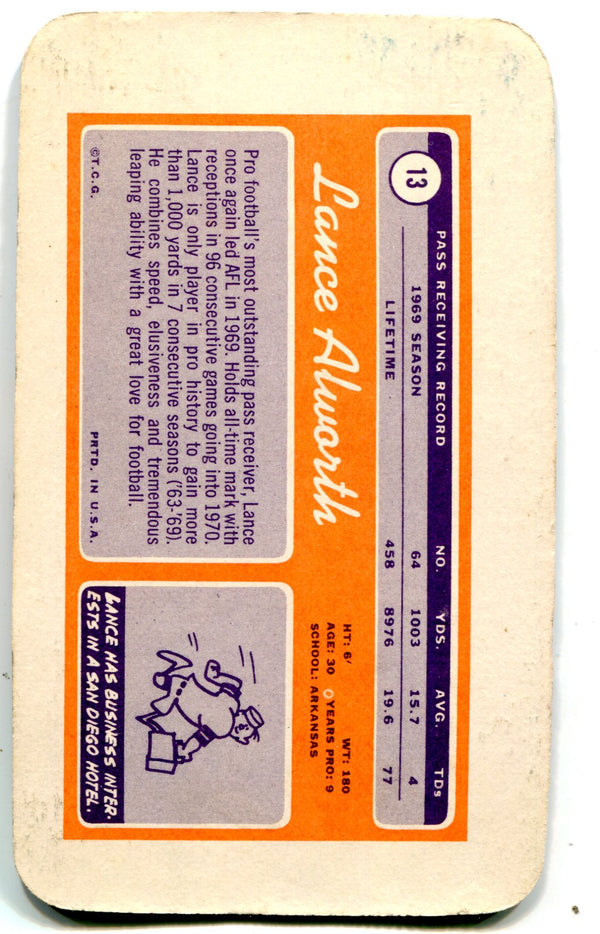 13
PASS RECEIVING RECORD NO. YDS. AVG. TDs
1969 SEASON 64 1003 15.7 4
LIFETIME 458 8976 19.6 77
Lance Alworth
HT: 6' WT: 180
AGE: 30 YEARS PRO: 9
SCHOOL: ARKANSAS
Pro football's most outstanding pass receiver, Lance
once again led AFL in 1969. Holds all-time mark with
receptions in 96 consecutive games going into 1970.
Lance is only player in pro history to gain more
than 1,000 yards in 7 consecutive seasons ('63-'69).
He combines speed, elusiveness and tremendous
leaping ability with a great love for football.
©T.C.G. PRTD. IN U.S.A.
LANCE HAS BUSINESS INTER-
ESTS IN A SAN DIEGO HOTEL.